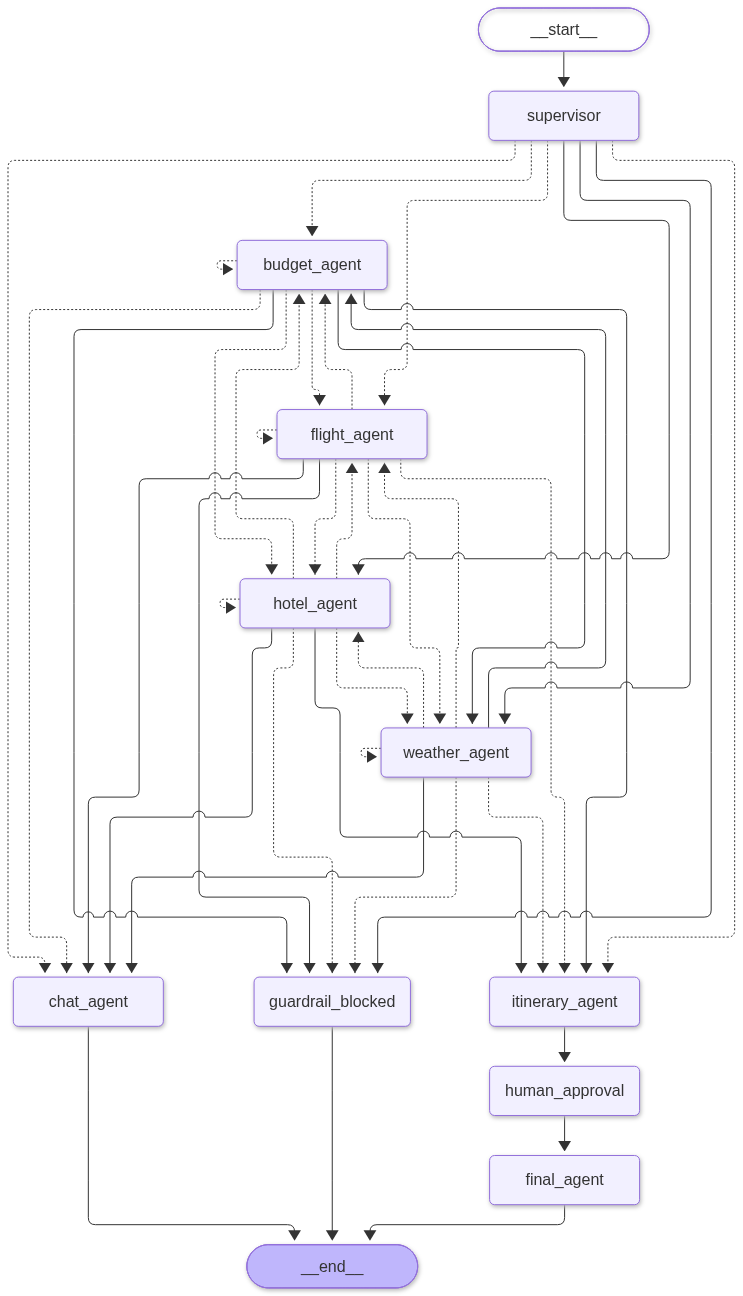 __start__
supervisor
budget_agent
flight_agent
hotel_agent
weather_agent
chat_agent
guardrail_blocked
itinerary_agent
human_approval
final_agent
__end__